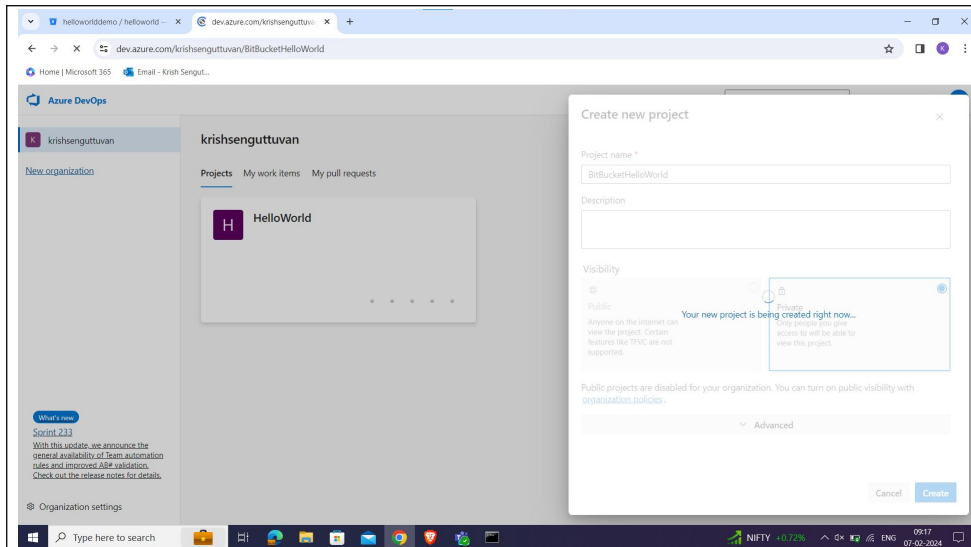 helloworlddemo / helloworld —
dev.azure.com/krishsenguttuva
dev.azure.com/krishsenguttuvan/BitBucketHelloWorld
K
Home | Microsoft 365
Email - Krish Sengut...
Azure DevOps
K
krishsenguttuvan
New organization
krishsenguttuvan
Projects My work items My pull requests
H
HelloWorld
What's new
Sprint 233
With this update, we announce the
general availability of Team automation
rules and improved AB# validation.
Check out the release notes for details.
Organization settings
Create new project
Project name *
BitBucketHelloWorld
Description
Visibility
Public
Anyone on the internet can
view the project. Certain
features like TFVC are not
supported.
Private
Only people you give
access to will be able to
view this project.
Your new project is being created right now...
Public projects are disabled for your organization. You can turn on public visibility with
organization policies.
Advanced
Cancel Create
Type here to search
NIFTY +0.72%
ENG
09:17
07-02-2024